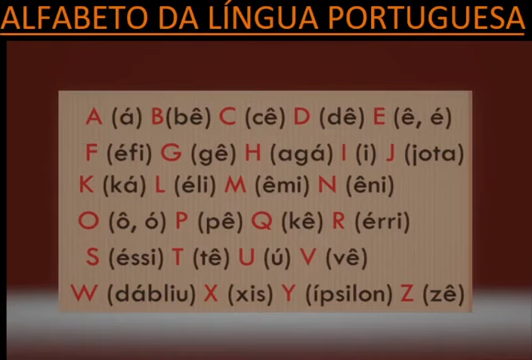 ALFABETO DA LÍNGUA PORTUGUESA
A (á) B(bê) C (cê) D (dê) E (ê, é)
F (éfi) G (gê) H (agá) I (i) J (jota)
K (ká) L (éli) M (êmi) N (êni)
O (ô, ó) P (pê) Q (kê) R (érri)
S (éssi) T (tê) U (ú) V (vê)
W (dábliu) X (xis) Y (ípsilon) Z (zê)